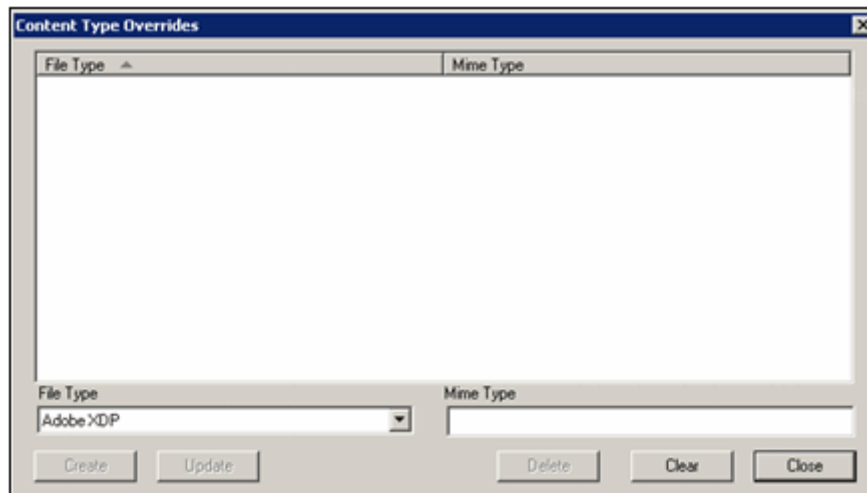 Content Type Overrides
File Type Mime Type
File Type Mime Type
Adobe XDP
Create Update Delete Clear Close